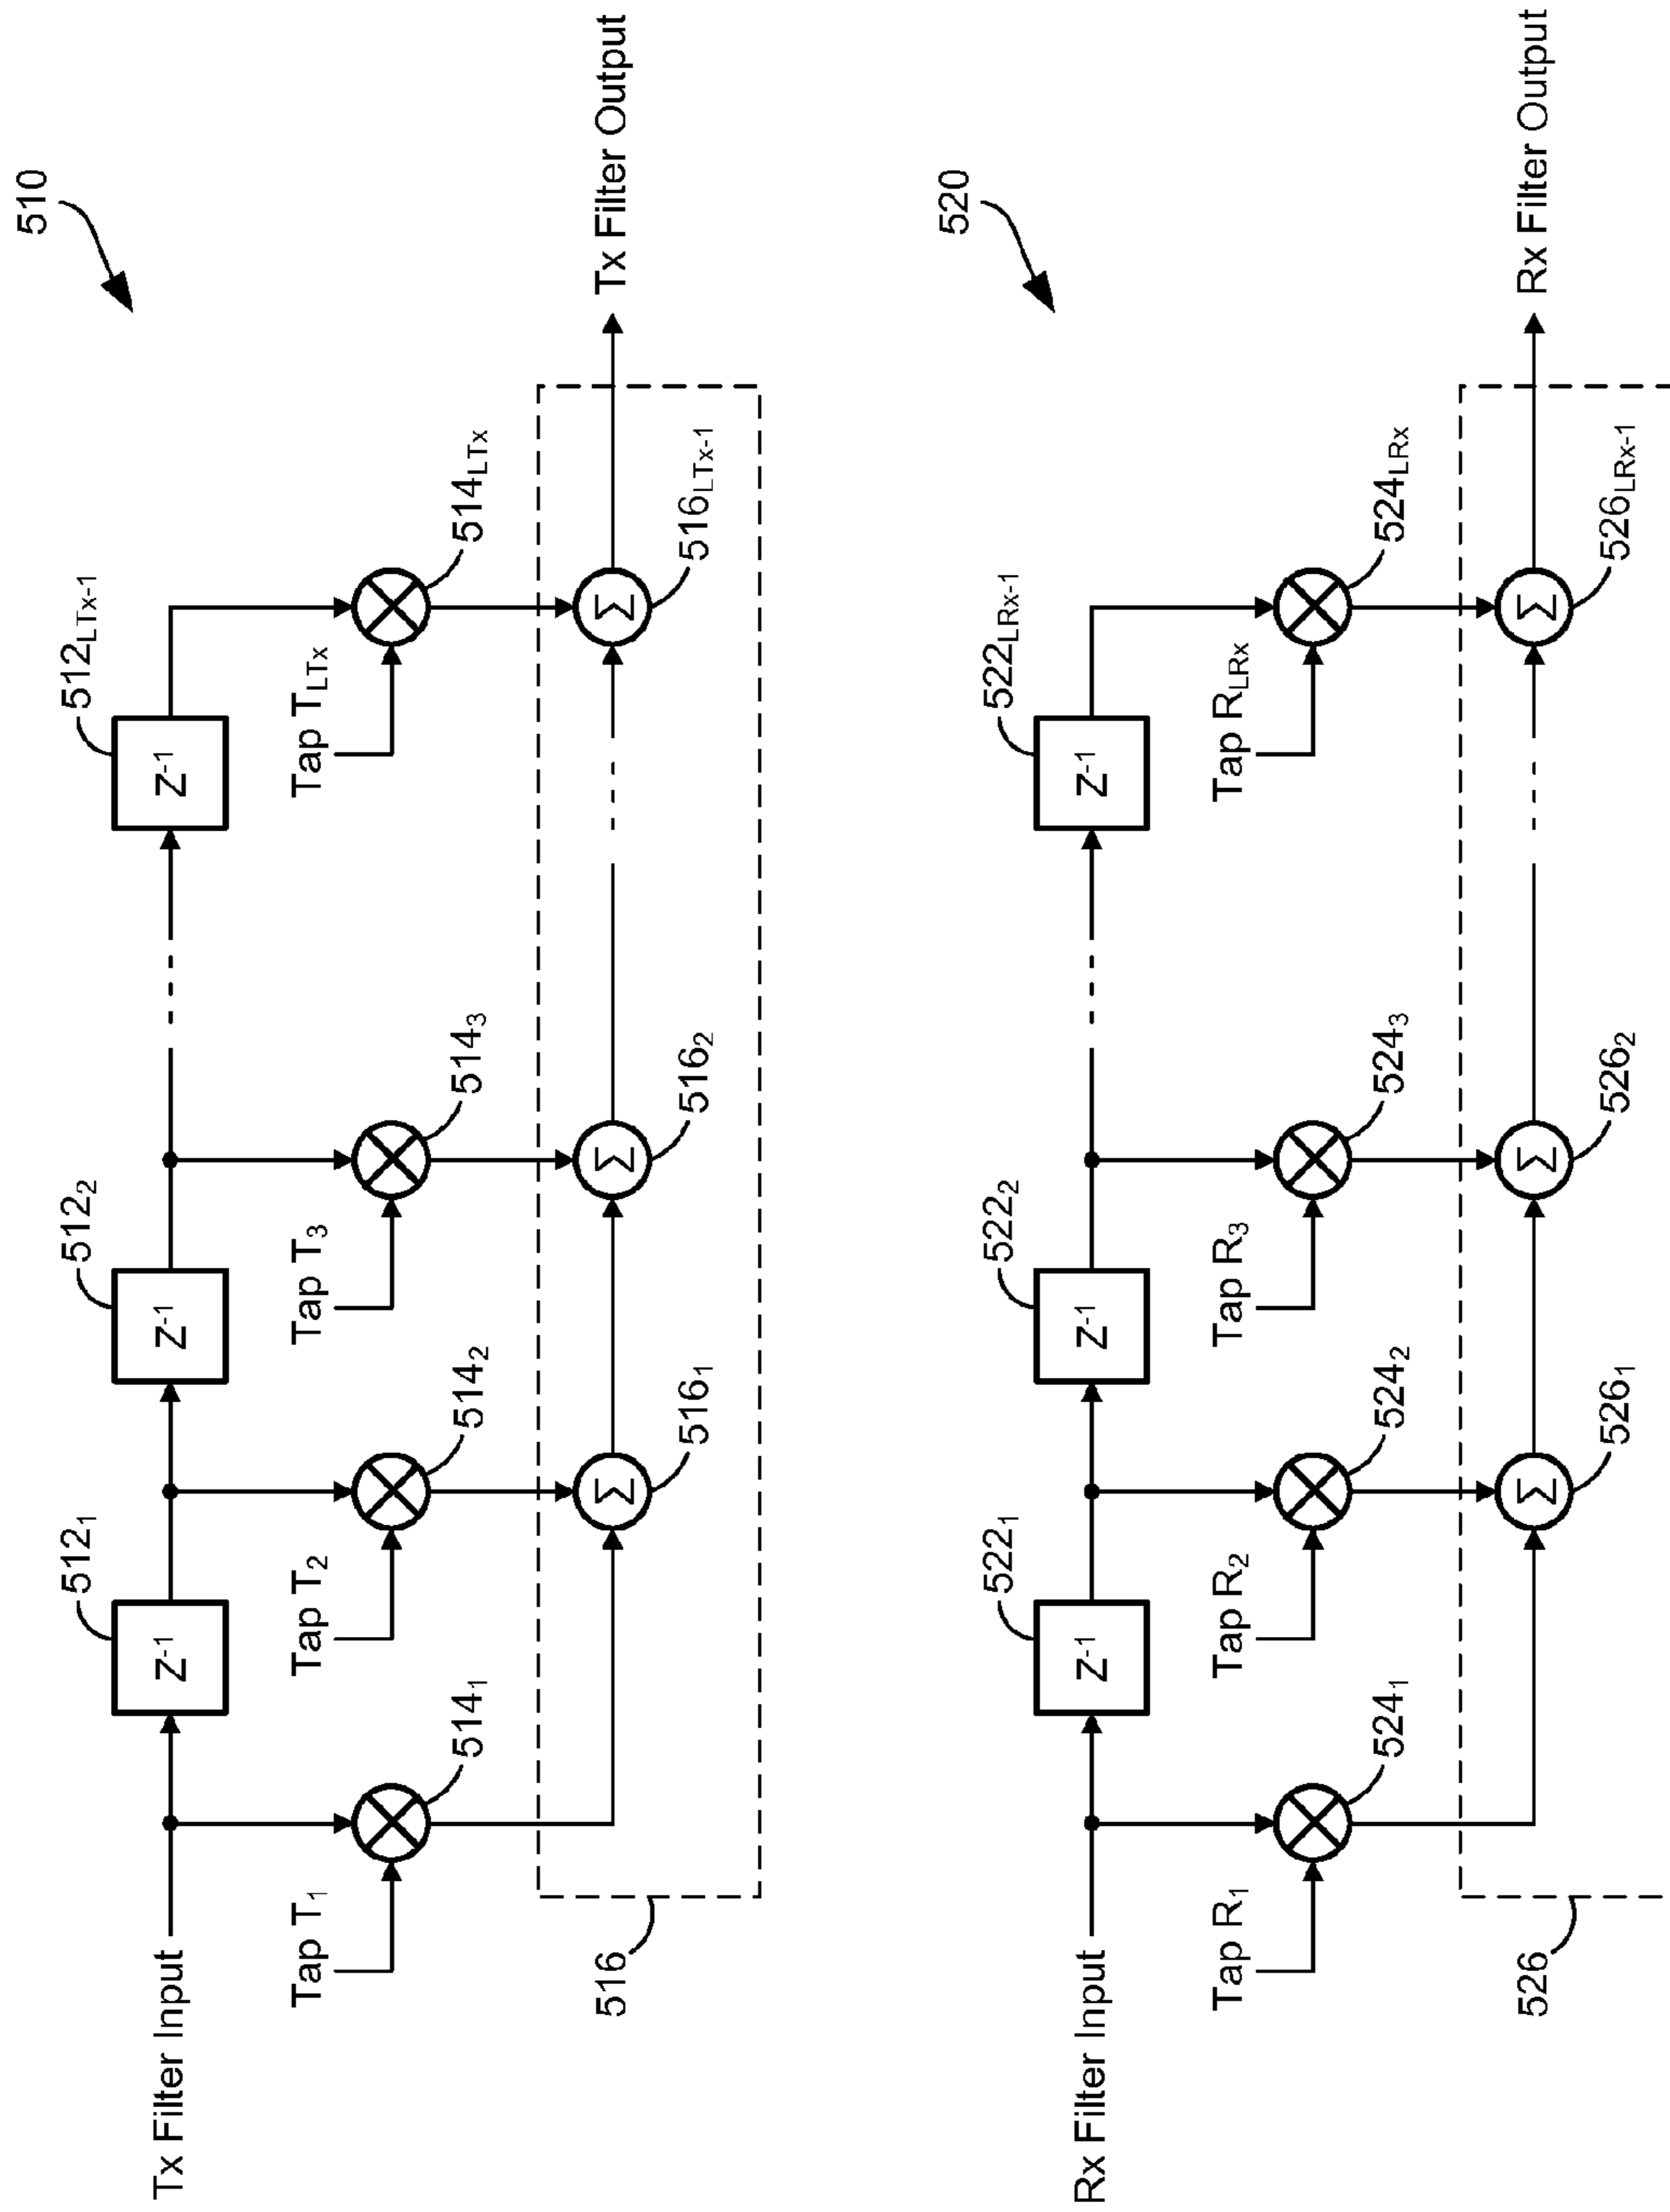 510
512₁
512₂
512LTx-1
Z-1
Z-1
Z-1
Tx Filter Input
Tap T₁
Tap T₂
Tap T₃
Tap TLTx
514₁
514₂
514₃
514LTx
Σ
Σ
Σ
Tx Filter Output
516
516₁
516₂
516LTx-1
520
522₁
522₂
522LRx-1
Z-1
Z-1
Z-1
Rx Filter Input
Tap R₁
Tap R₂
Tap R₃
Tap RLRx
524₁
524₂
524₃
524LRx
Σ
Σ
Σ
Rx Filter Output
526
526₁
526₂
526LRx-1